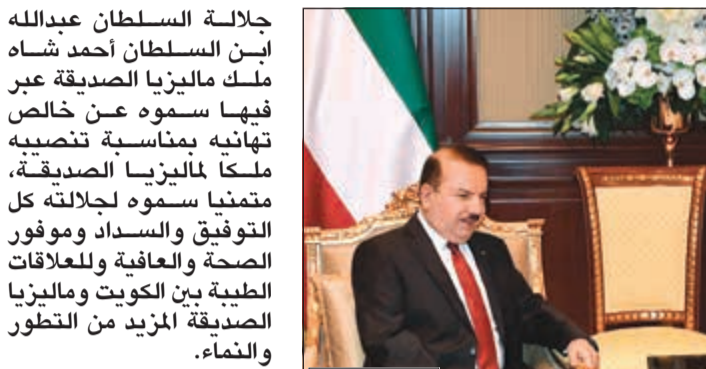 جلالة السلطان عبدالله
ابن السلطان أحمد شاه
ملك ماليزيا الصديقة عبر
فيها سموه عن خالص
تهانيه بمناسبة تنصيبه
ملكا لماليزيا الصديقة،
متمنيا سموه لجلالته كل
التوفيق والسداد وموفور
الصحة والعافية وللعلاقات
الطيبة بين الكويت وماليزيا
الصديقة المزيد من التطور
والنماء.